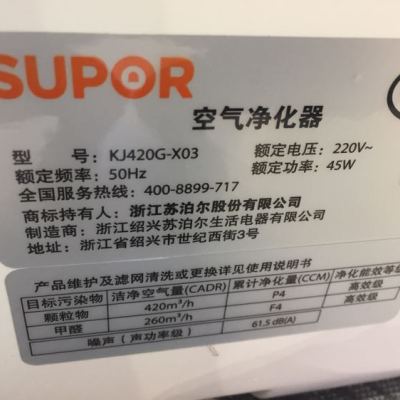 SUPOR
空气净化器
型 号: KJ420G-X03 额定电压: 220V~
额定频率: 50Hz 额定功率: 45W
全国服务热线: 400-8899-717
商标持有人: 浙江苏泊尔股份有限公司
制造商: 浙江绍兴苏泊尔生活电器有限公司
地址: 浙江省绍兴市世纪西街3号
产品维护及滤网清洗或更换详见使用说明书
目标污染物 洁净空气量(CADR) 累计净化量(CCM) 净化能效等级
颗粒物 420m³/h P4 高效级
甲醛 260m³/h F4 高效级
噪声（声功率级） 61.5 dB(A)